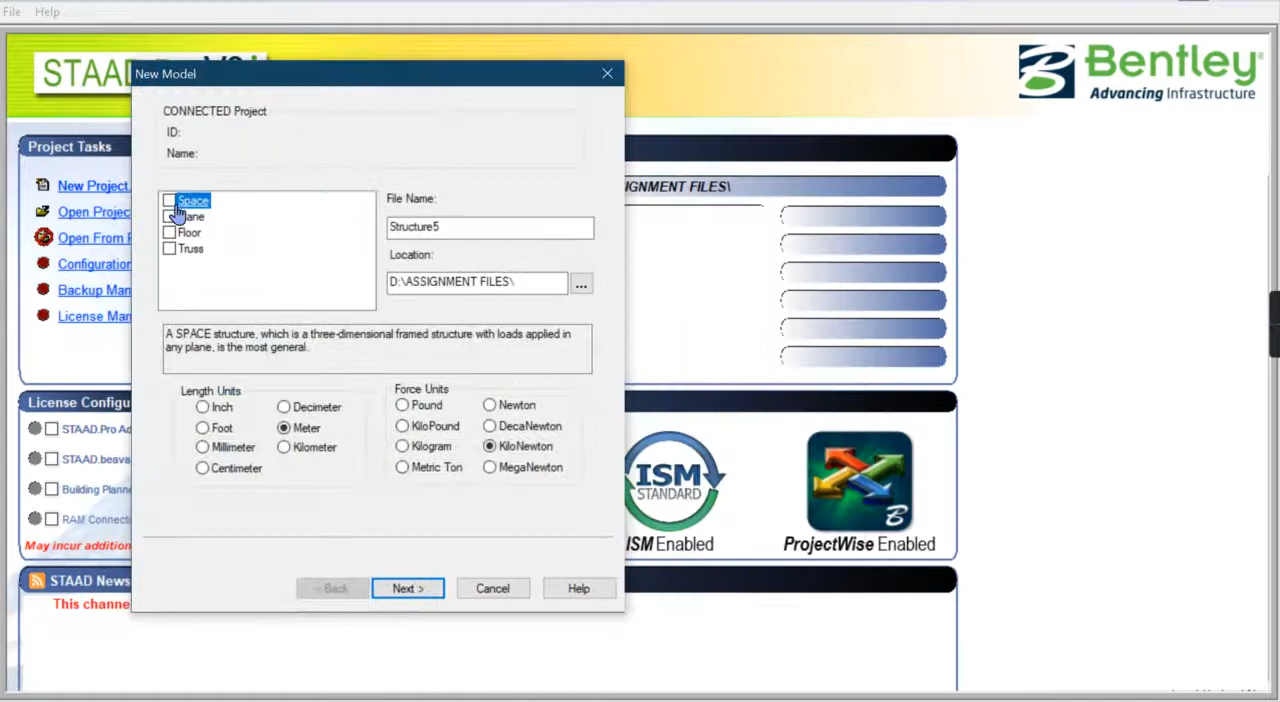 File Help
STAAD
Bentley®
Advancing Infrastructure
New Model
CONNECTED Project
ID:
Name:
Space
Plane
Floor
Truss
File Name:
Structure5
Location:
D:\ASSIGNMENT FILES\
...
A SPACE structure, which is a three-dimensional framed structure with loads applied in
any plane, is the most general.
Length Units
Inch Decimeter
Foot Meter
Millimeter Kilometer
Centimeter
Force Units
Pound Newton
KiloPound DecaNewton
Kilogram KiloNewton
Metric Ton MegaNewton
< Back Next > Cancel Help
Project Tasks
New Project.
Open Projec
Open From P
Configuration
Backup Man
License Man
IGNMENT FILES\
License Configu
STAAD.Pro Ad
STAAD.beava
Building Planne
RAM Connecti
May incur addition
ISM
STANDARD
ISM Enabled
B
ProjectWise Enabled
STAAD News
This channe